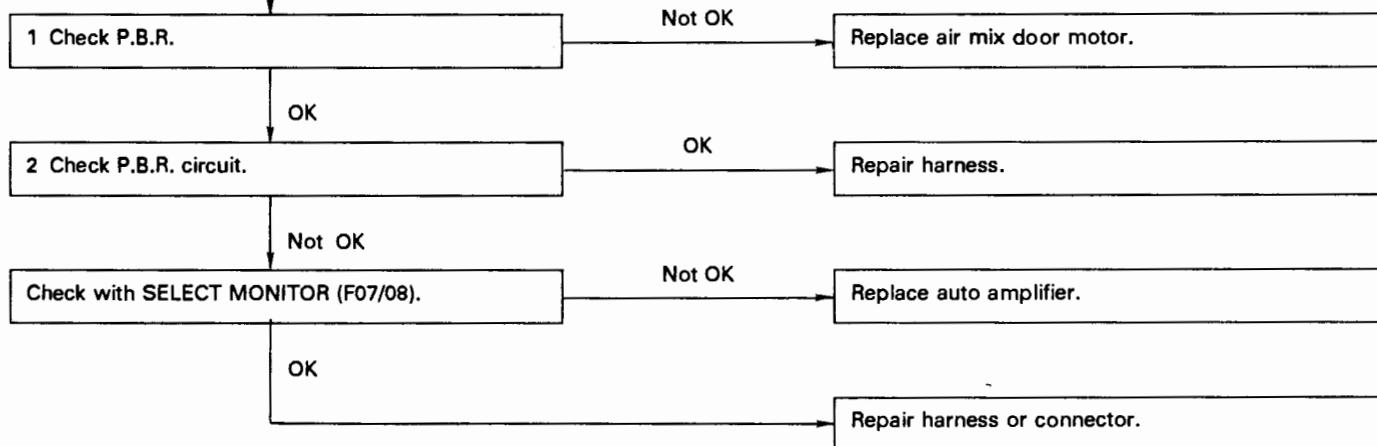 Not OK
1 Check P.B.R.
Replace air mix door motor.
OK
OK
2 Check P.B.R. circuit.
Repair harness.
Not OK
Not OK
Check with SELECT MONITOR (F07/08).
Replace auto amplifier.
OK
Repair harness or connector.